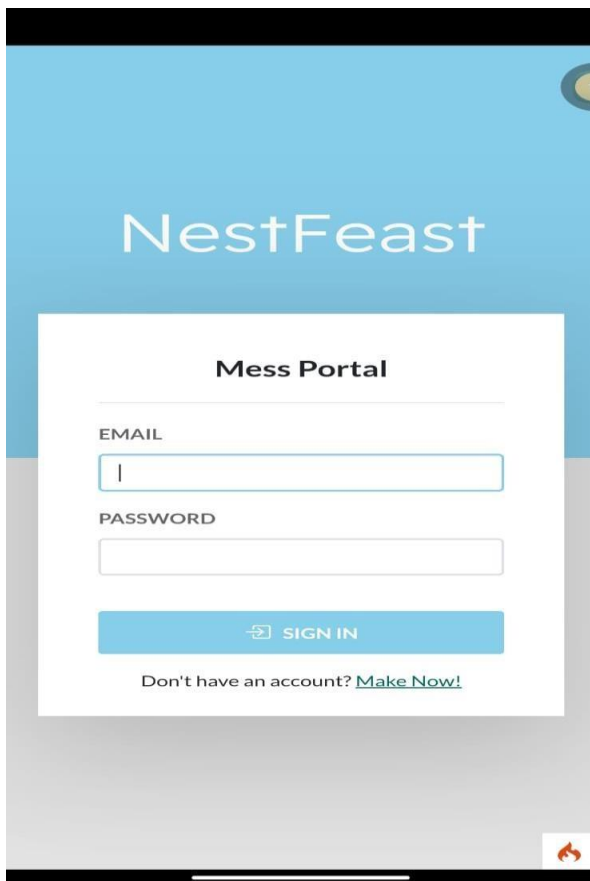 NestFeast
Mess Portal
EMAIL
PASSWORD
SIGN IN
Don't have an account? Make Now!